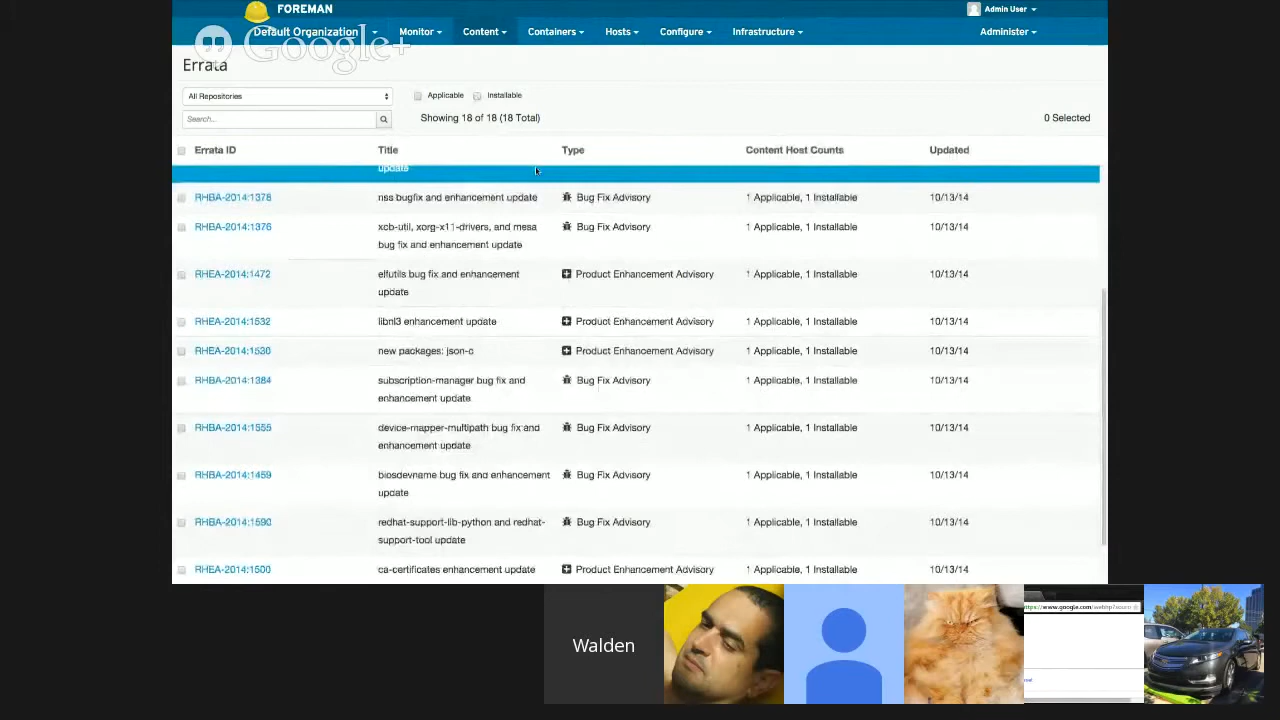 FOREMAN
Admin User
Default Organization Monitor Content Containers Hosts Configure Infrastructure Administer
Google+
Errata
All Repositories Applicable Installable
Search... Showing 18 of 18 (18 Total) 0 Selected
Errata ID Title Type Content Host Counts Updated
update
RHBA-2014:1378 nss bugfix and enhancement update Bug Fix Advisory 1 Applicable, 1 Installable 10/13/14
RHBA-2014:1376 xcb-util, xorg-x11-drivers, and mesa Bug Fix Advisory 1 Applicable, 1 Installable 10/13/14
bug fix and enhancement update
RHEA-2014:1472 elfutils bug fix and enhancement Product Enhancement Advisory 1 Applicable, 1 Installable 10/13/14
update
RHEA-2014:1532 libnl3 enhancement update Product Enhancement Advisory 1 Applicable, 1 Installable 10/13/14
new packages: json-c Product Enhancement Advisory 1 Applicable, 1 Installable 10/13/14
RHBA-2014:1384 subscription-manager bug fix and Bug Fix Advisory 1 Applicable, 1 Installable 10/13/14
enhancement update
RHBA-2014:1555 device-mapper-multipath bug fix and Bug Fix Advisory 1 Applicable, 1 Installable 10/13/14
enhancement update
RHBA-2014:1459 biosdevname bug fix and enhancement Bug Fix Advisory 1 Applicable, 1 Installable 10/13/14
update
RHBA-2014:1590 redhat-support-lib-python and redhat- Bug Fix Advisory 1 Applicable, 1 Installable 10/13/14
support-tool update
RHEA-2014:1500 ca-certificates enhancement update Product Enhancement Advisory 1 Applicable, 1 Installable 10/13/14
Walden